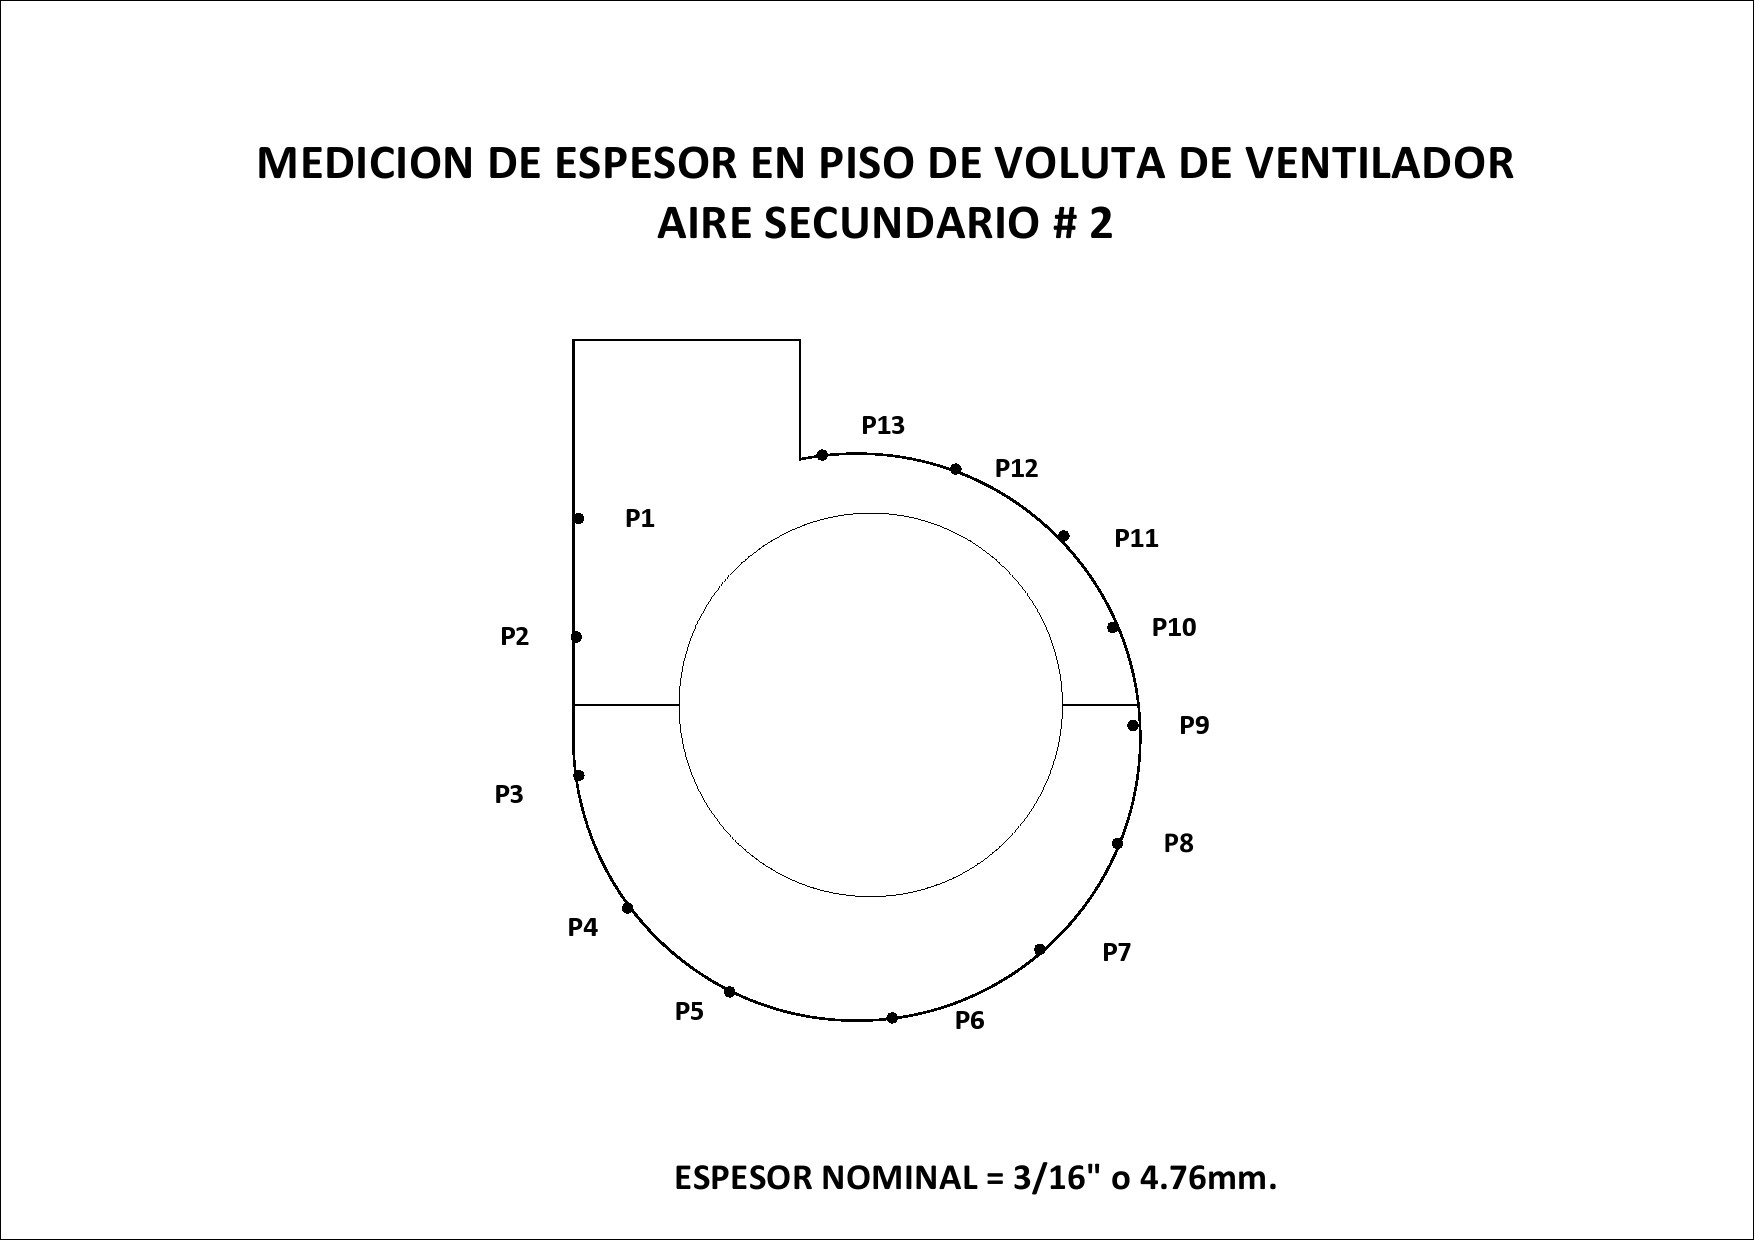 MEDICION DE ESPESOR EN PISO DE VOLUTA DE VENTILADOR
AIRE SECUNDARIO # 2
P13
P12
P1
P11
P10
P2
P9
P3
P8
P4
P7
P5
P6
ESPESOR NOMINAL = 3/16" o 4.76mm.